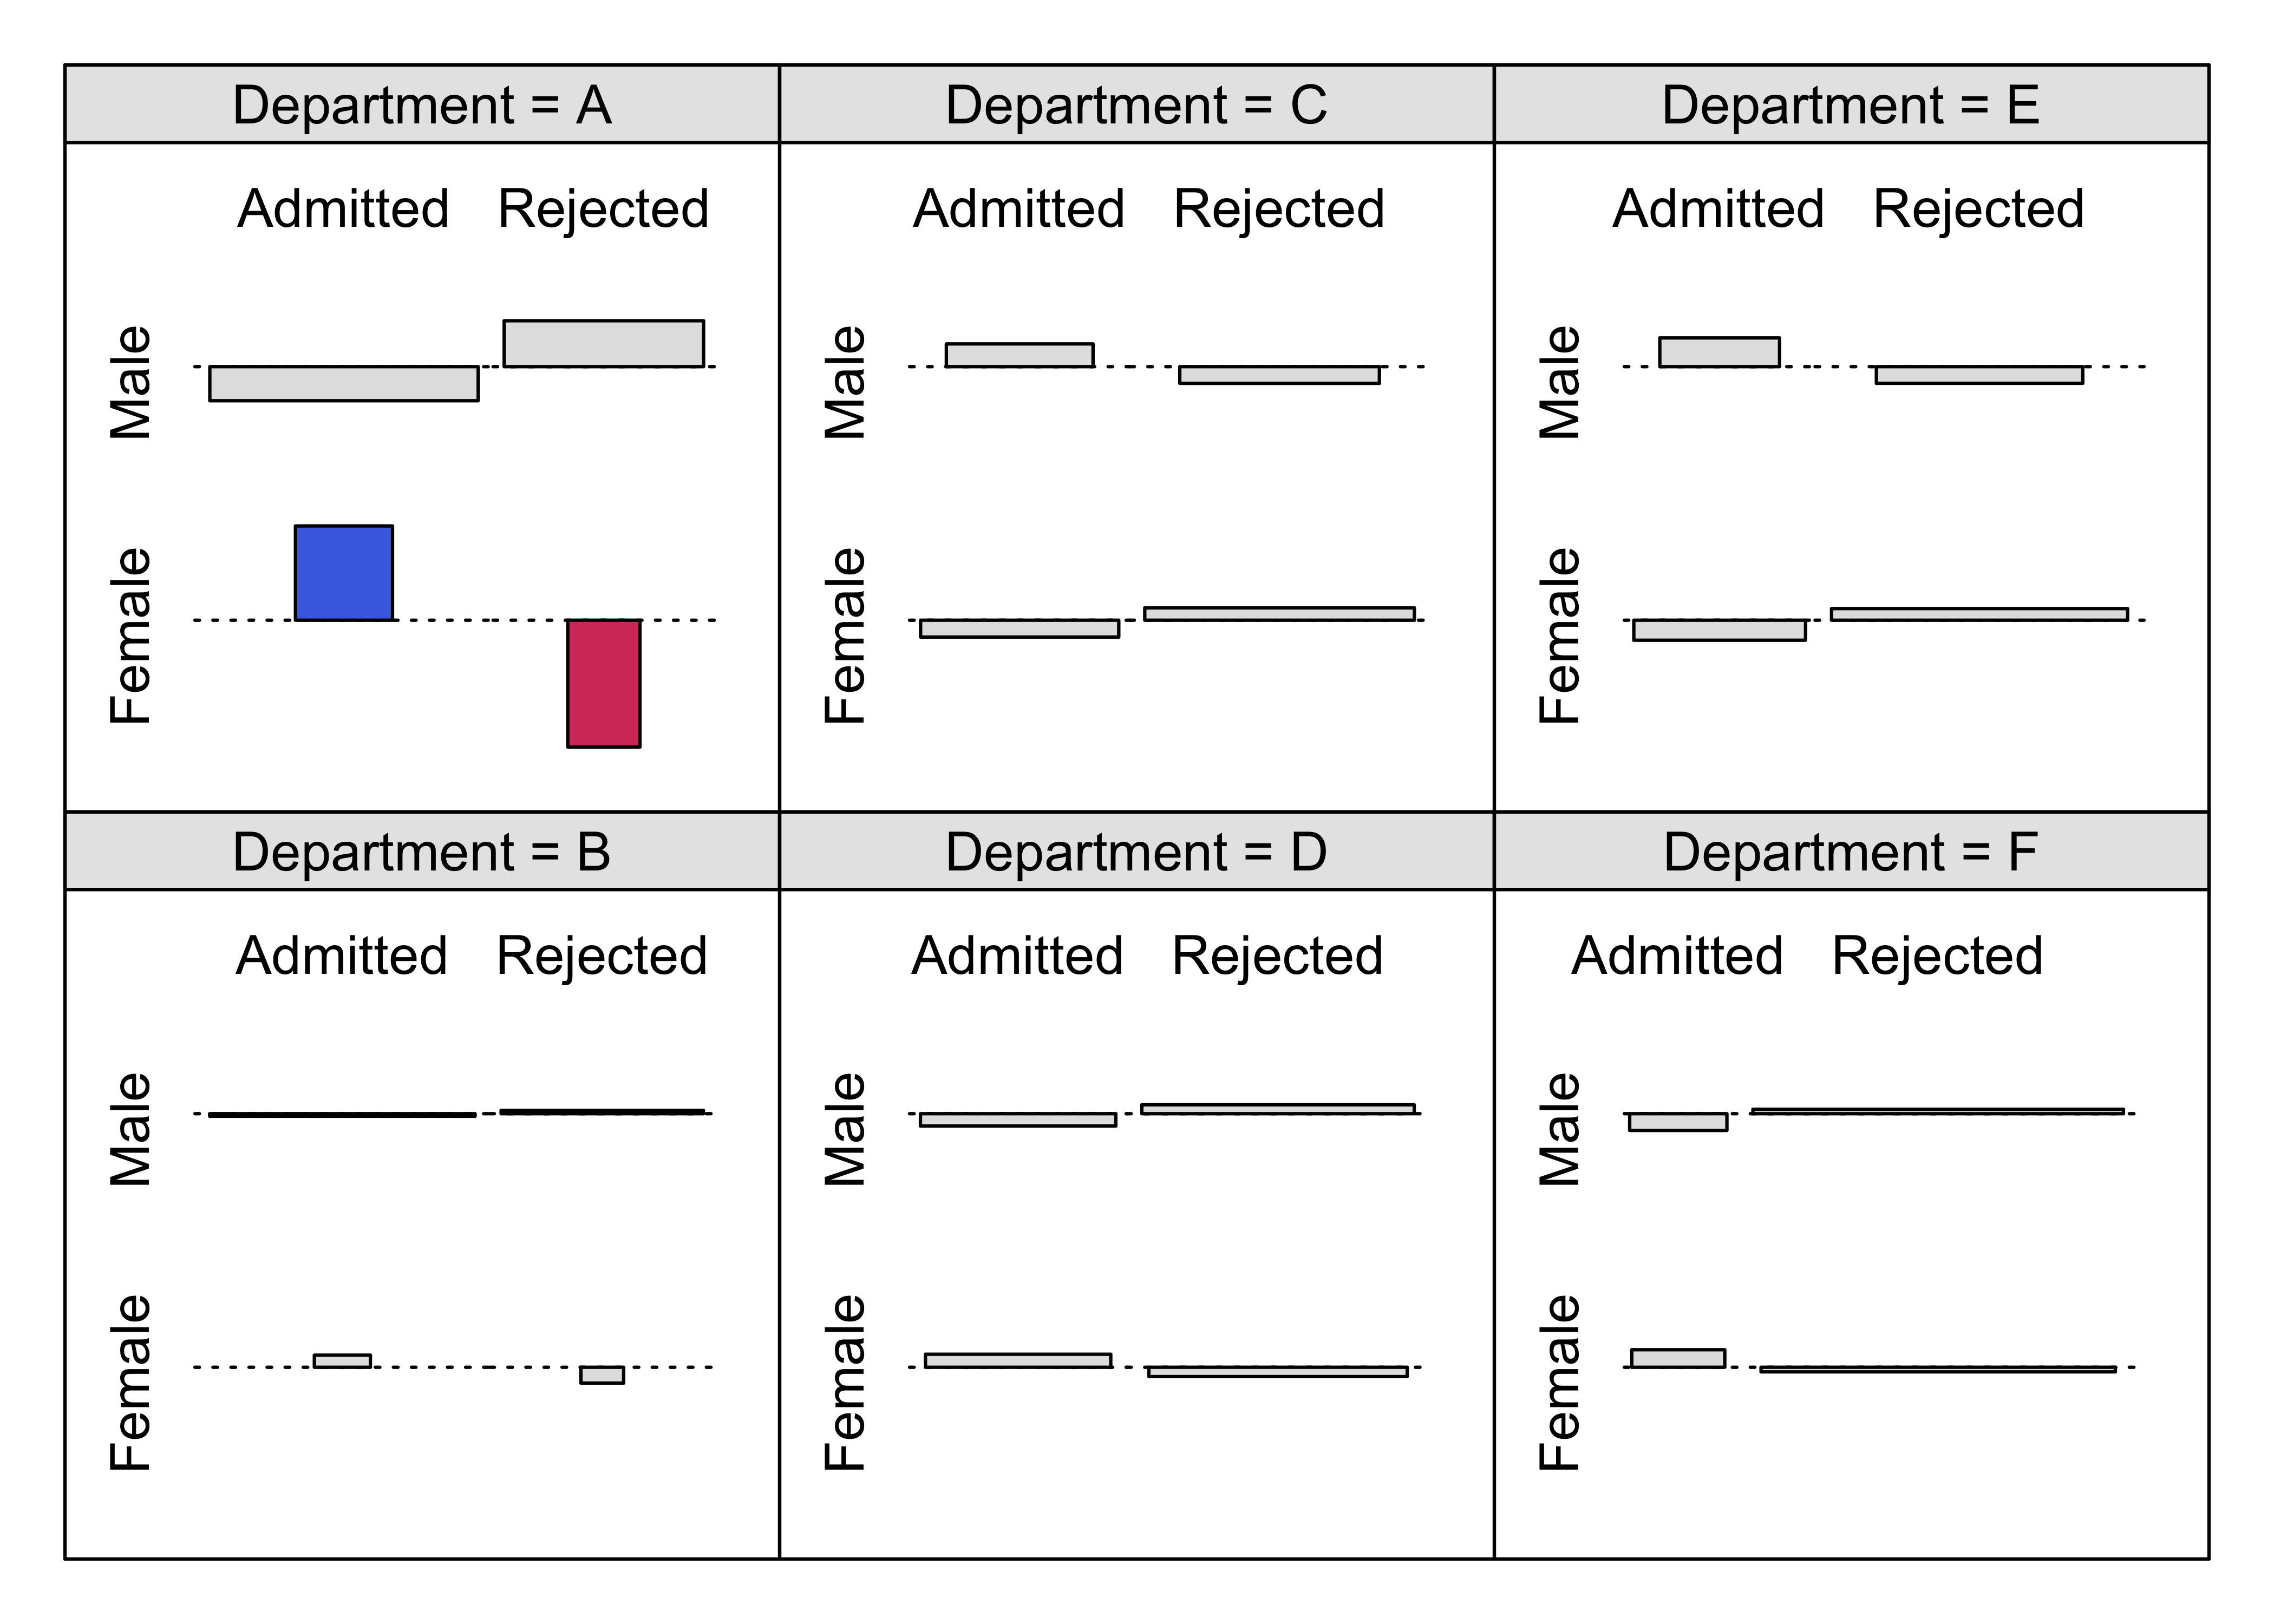 Department = A
Department = C
Department = E
Admitted Rejected
Admitted Rejected
Admitted Rejected
Male
Male
Male
Female
Female
Female
Department = B
Department = D
Department = F
Admitted Rejected
Admitted Rejected
Admitted Rejected
Male
Male
Male
Female
Female
Female